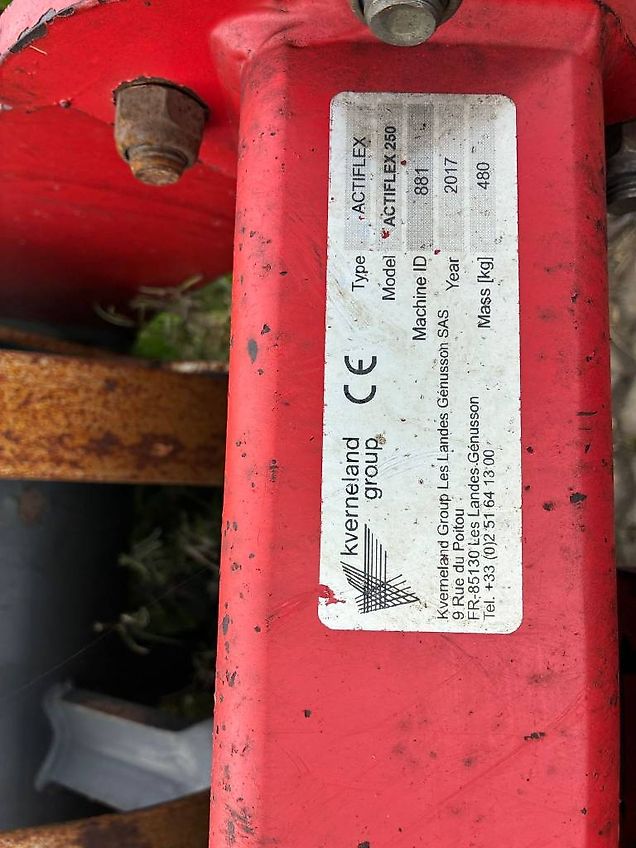 kverneland
group
CE
Type ACTIFLEX
Model ACTIFLEX 250
Machine ID 881
Year 2017
Mass [kg] 480
Kverneland Group Les Landes Génusson SAS
9 Rue du Poitou
FR-85130 Les Landes Génusson
Tel. +33 (0)2 51 64 13 00